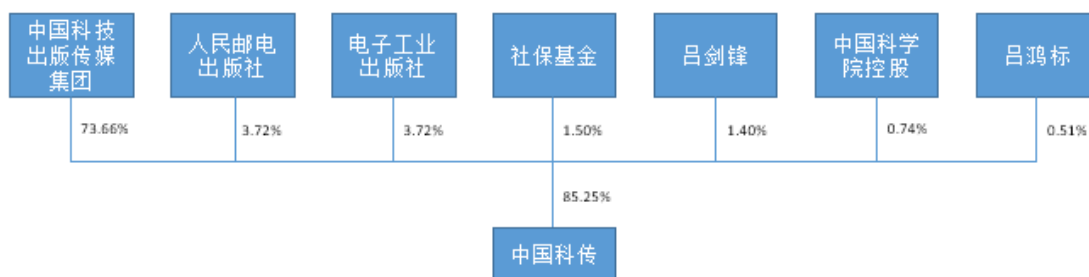 中国科技
出版传媒
集团
人民邮电
出版社
电子工业
出版社
社保基金
吕剑锋
中国科学
院控股
吕鸿标
73.66%
3.72%
3.72%
1.50%
1.40%
0.74%
0.51%
85.25%
中国科传